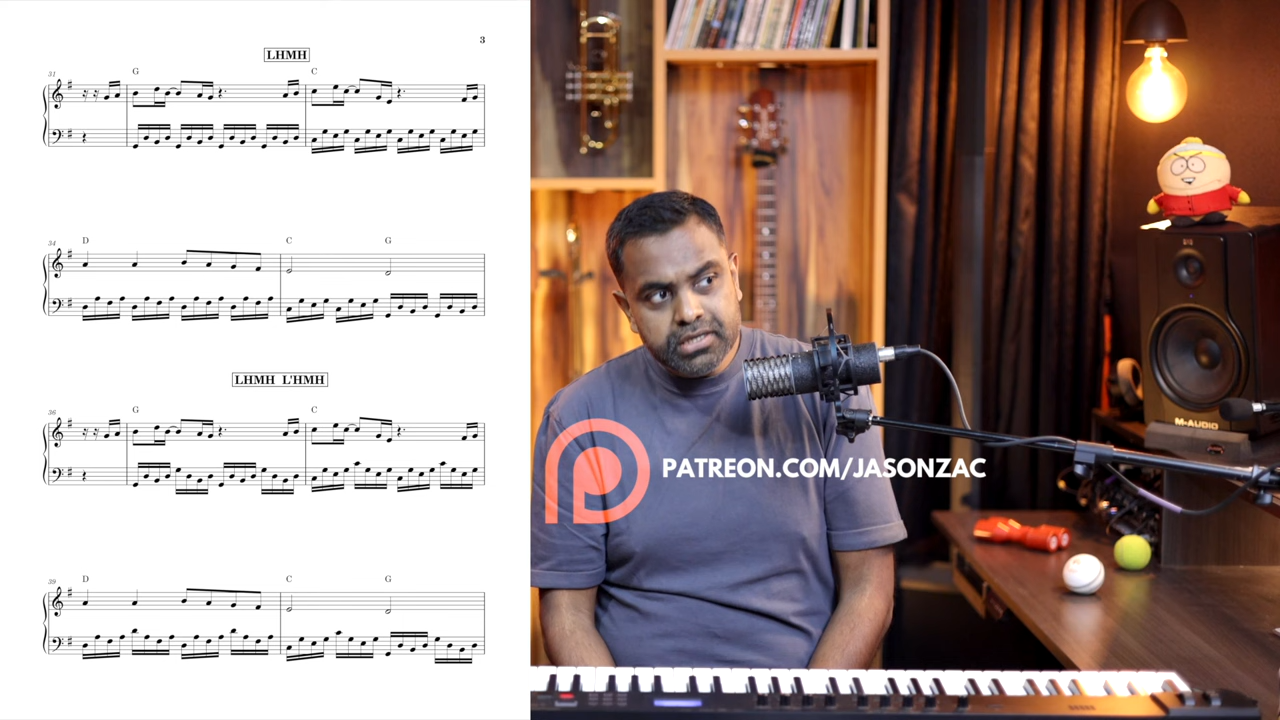 3
LHMH
31
G
C
34
D
C
G
LHMH L'HMH
36
G
C
39
D
C
G
PATREON.COM/JASONZAC
M-AUDIO